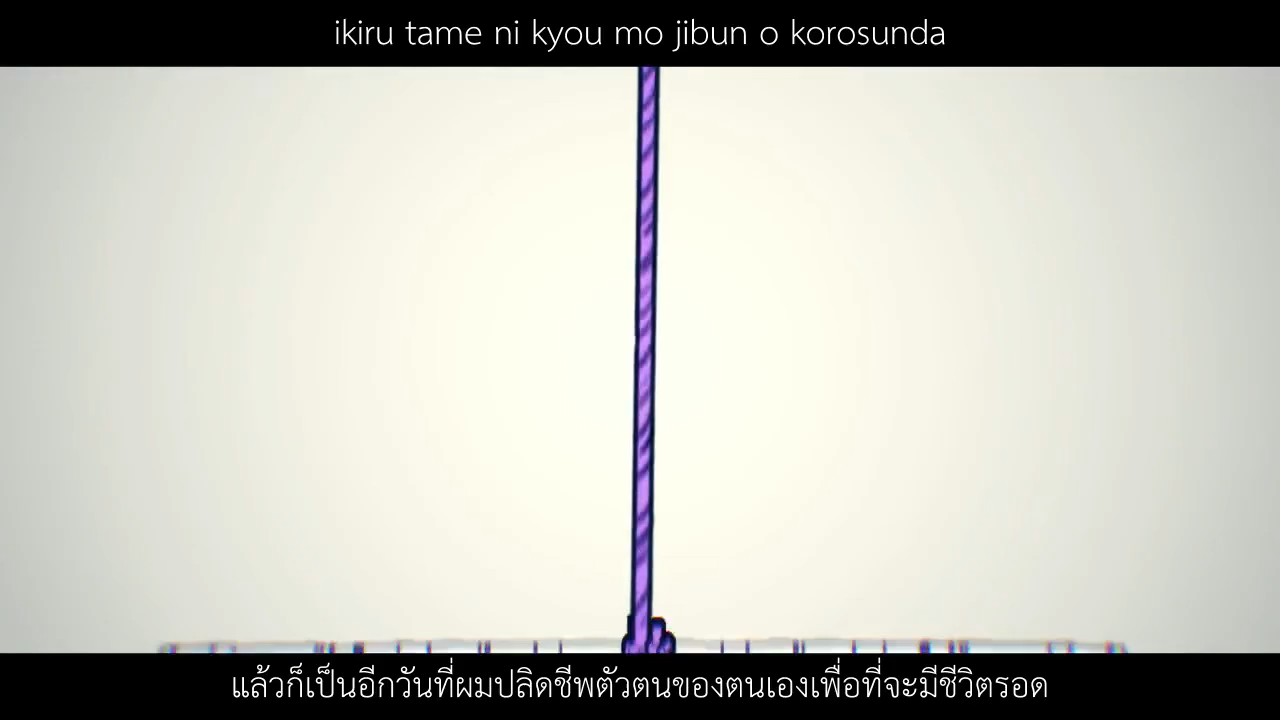 ikiru tame ni kyou mo jibun o korosunda
แล้วก็เป็นอีกวันที่ผมปลิดชีพตัวตนของตนเองเพื่อที่จะมีชีวิตรอด